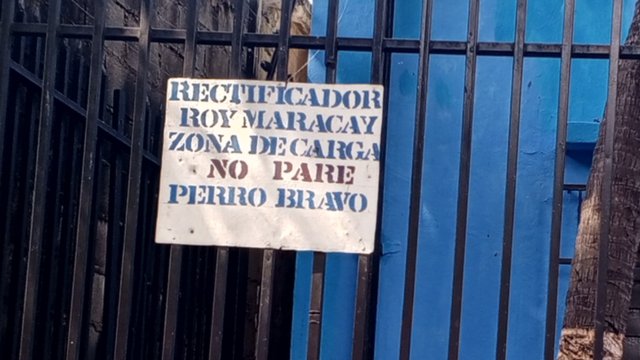 RECTIFICADOR
ROY MARACAY
ZONA DE CARGA
NO PARE
PERRO BRAVO